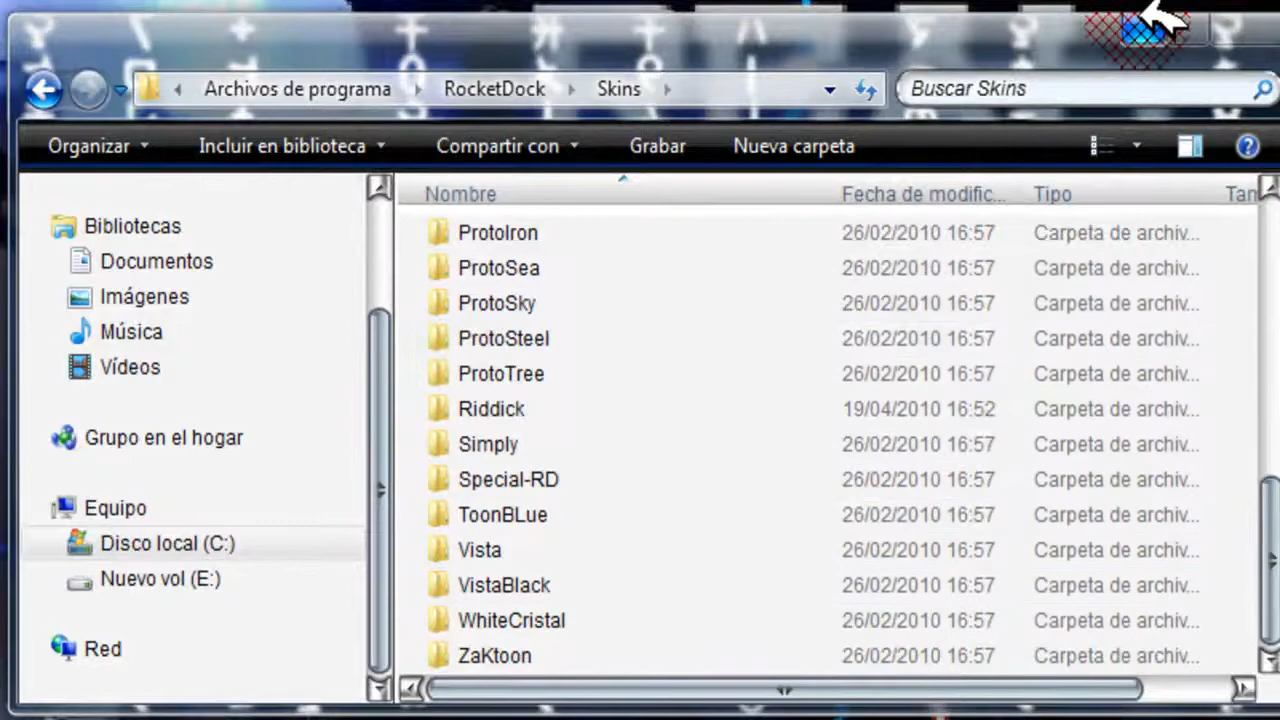 Archivos de programa RocketDock Skins Buscar Skins
Organizar Incluir en biblioteca Compartir con Grabar Nueva carpeta
Bibliotecas
Documentos
Imágenes
Música
Vídeos
Grupo en el hogar
Equipo
Disco local (C:)
Nuevo vol (E:)
Red
Nombre Fecha de modific... Tipo Tan
ProtoIron 26/02/2010 16:57 Carpeta de archiv...
ProtoSea 26/02/2010 16:57 Carpeta de archiv...
ProtoSky 26/02/2010 16:57 Carpeta de archiv...
ProtoSteel 26/02/2010 16:57 Carpeta de archiv...
ProtoTree 26/02/2010 16:57 Carpeta de archiv...
Riddick 19/04/2010 16:52 Carpeta de archiv...
Simply 26/02/2010 16:57 Carpeta de archiv...
Special-RD 26/02/2010 16:57 Carpeta de archiv...
ToonBLue 26/02/2010 16:57 Carpeta de archiv...
Vista 26/02/2010 16:57 Carpeta de archiv...
VistaBlack 26/02/2010 16:57 Carpeta de archiv...
WhiteCristal 26/02/2010 16:57 Carpeta de archiv...
ZaKtoon 26/02/2010 16:57 Carpeta de archiv...